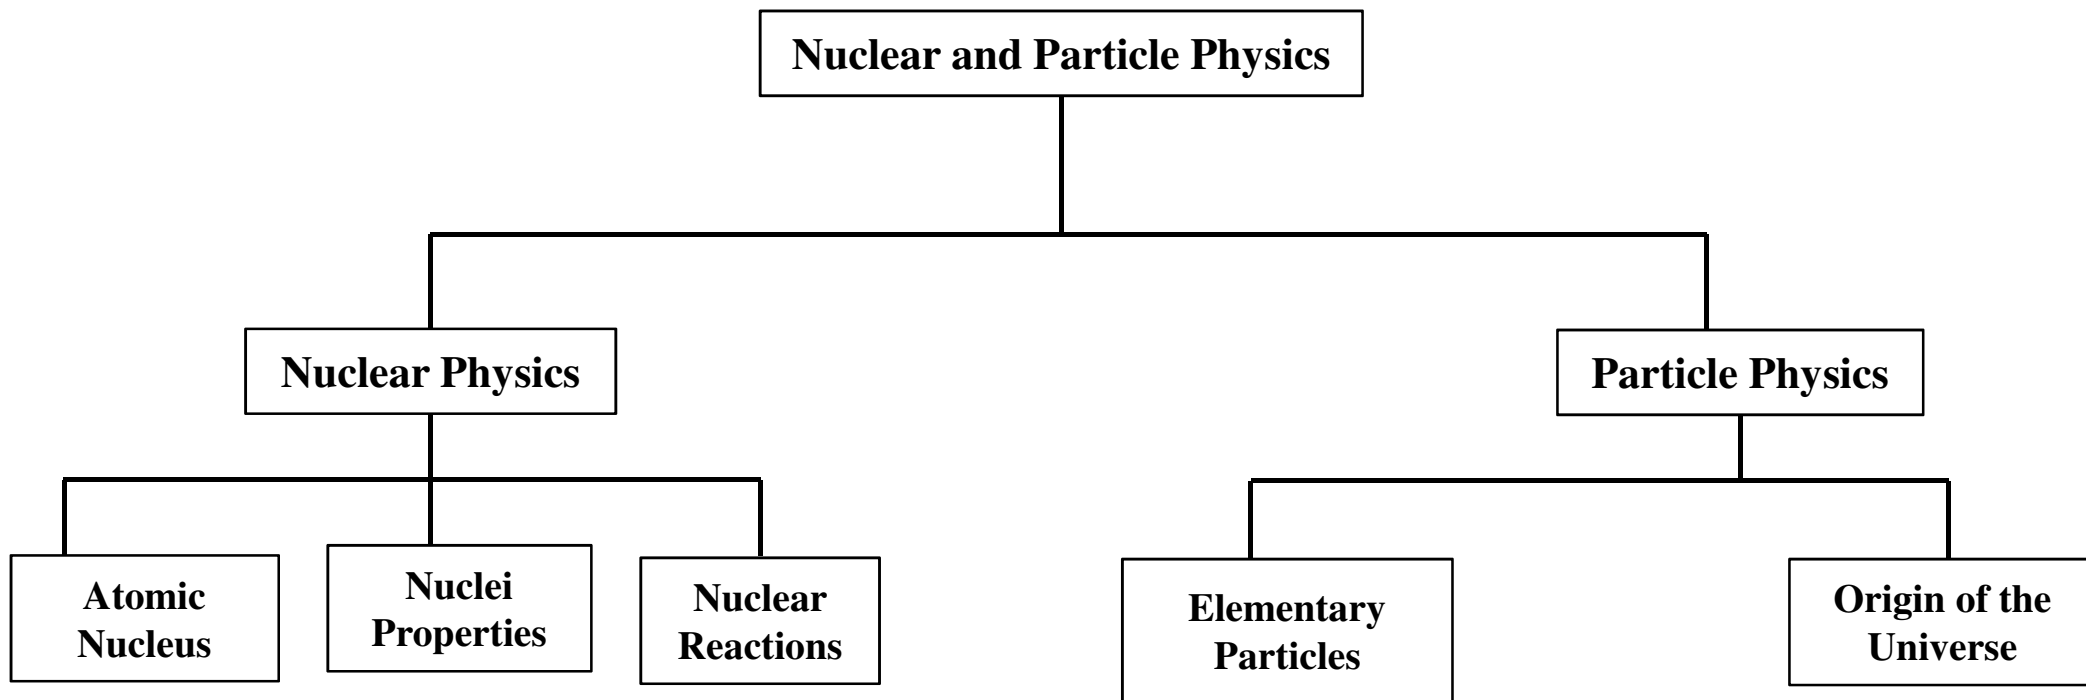 Nuclear and Particle Physics
Nuclear Physics
Particle Physics
Atomic
Nucleus
Nuclei
Properties
Nuclear
Reactions
Elementary
Particles
Origin of the
Universe